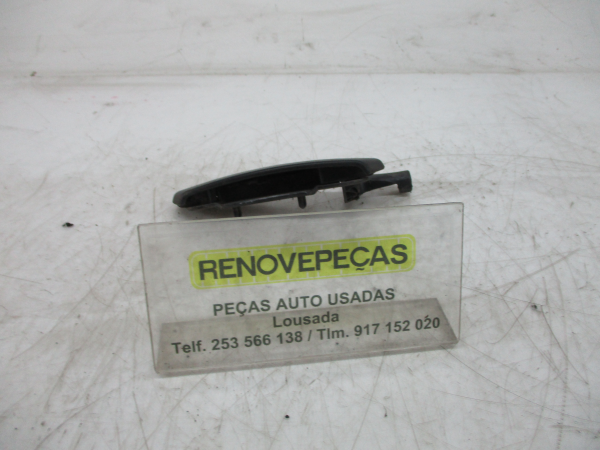 RENOVEPEÇAS
PEÇAS AUTO USADAS
Lousada
Telf. 253 566 138 / Tlm. 917 152 020